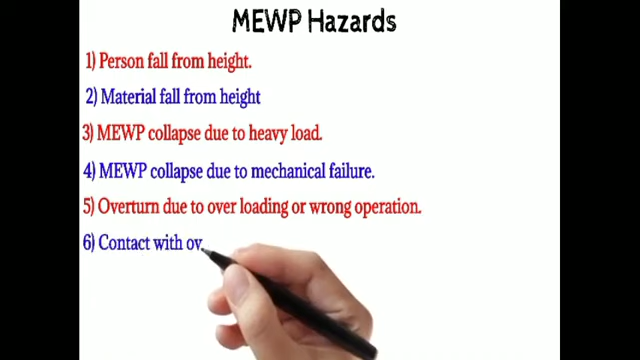 MEWP Hazards
1) Person fall from height.
2) Material fall from height
3) MEWP collapse due to heavy load.
4) MEWP collapse due to mechanical failure.
5) Overturn due to over loading or wrong operation.
6) Contact with ov